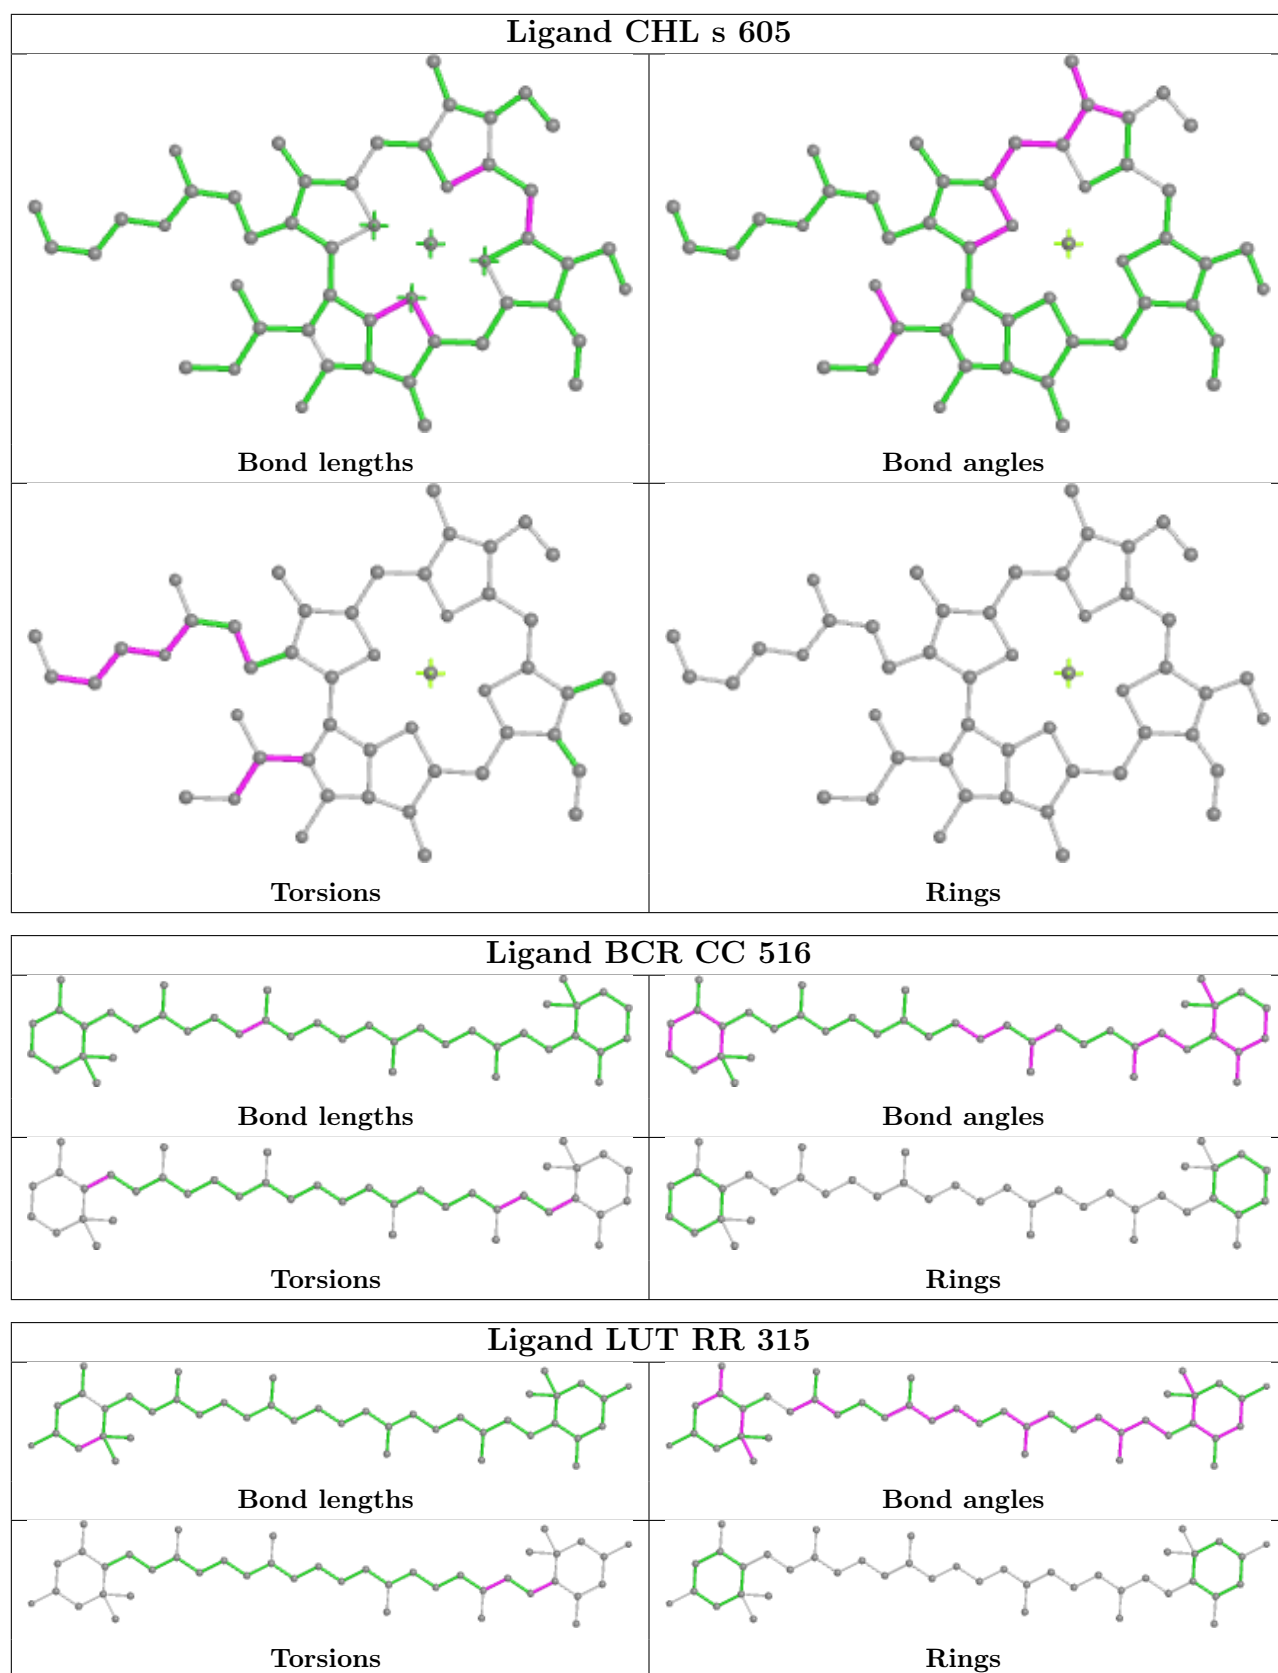 Ligand CHL s 605
Bond lengths
Bond angles
Torsions
Rings
Ligand BCR CC 516
Bond lengths
Bond angles
Torsions
Rings
Ligand LUT RR 315
Bond lengths
Bond angles
Torsions
Rings